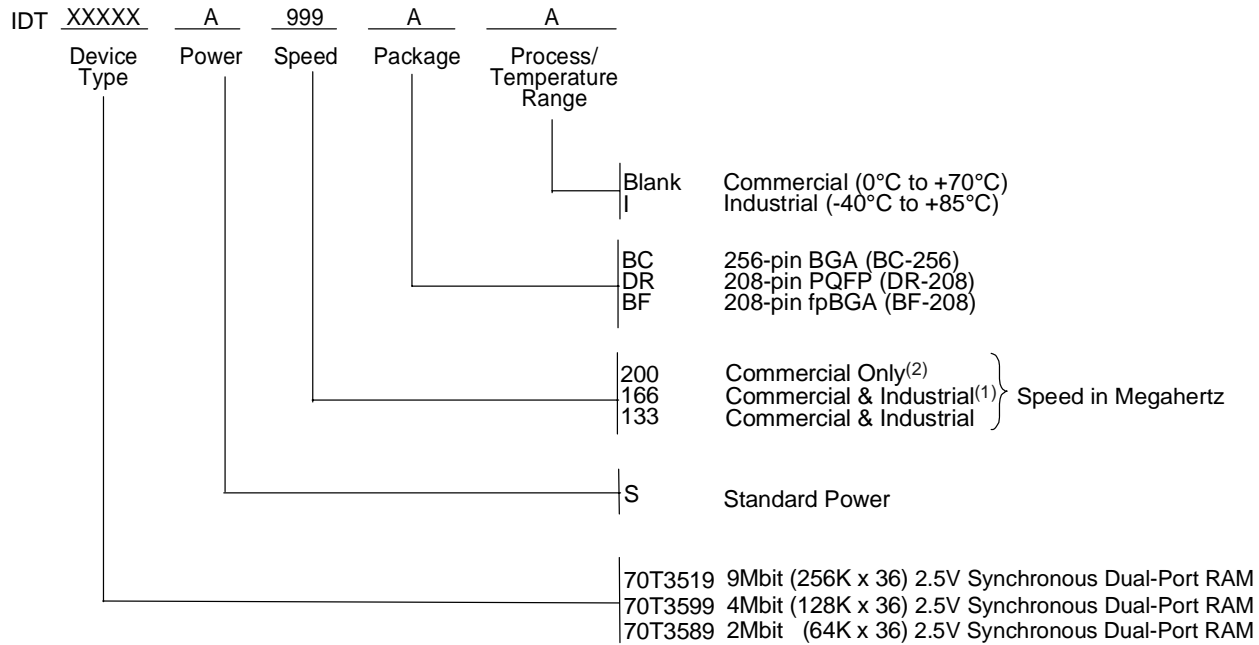 IDT XXXXX A 999 A A
Device Type Power Speed Package Process/ Temperature Range
Blank Commercial (0°C to +70°C)
I Industrial (-40°C to +85°C)
BC 256-pin BGA (BC-256)
DR 208-pin PQFP (DR-208)
BF 208-pin fpBGA (BF-208)
200 Commercial Only(2)
166 Commercial & Industrial(1) Speed in Megahertz
133 Commercial & Industrial
S Standard Power
70T3519 9Mbit (256K x 36) 2.5V Synchronous Dual-Port RAM
70T3599 4Mbit (128K x 36) 2.5V Synchronous Dual-Port RAM
70T3589 2Mbit (64K x 36) 2.5V Synchronous Dual-Port RAM